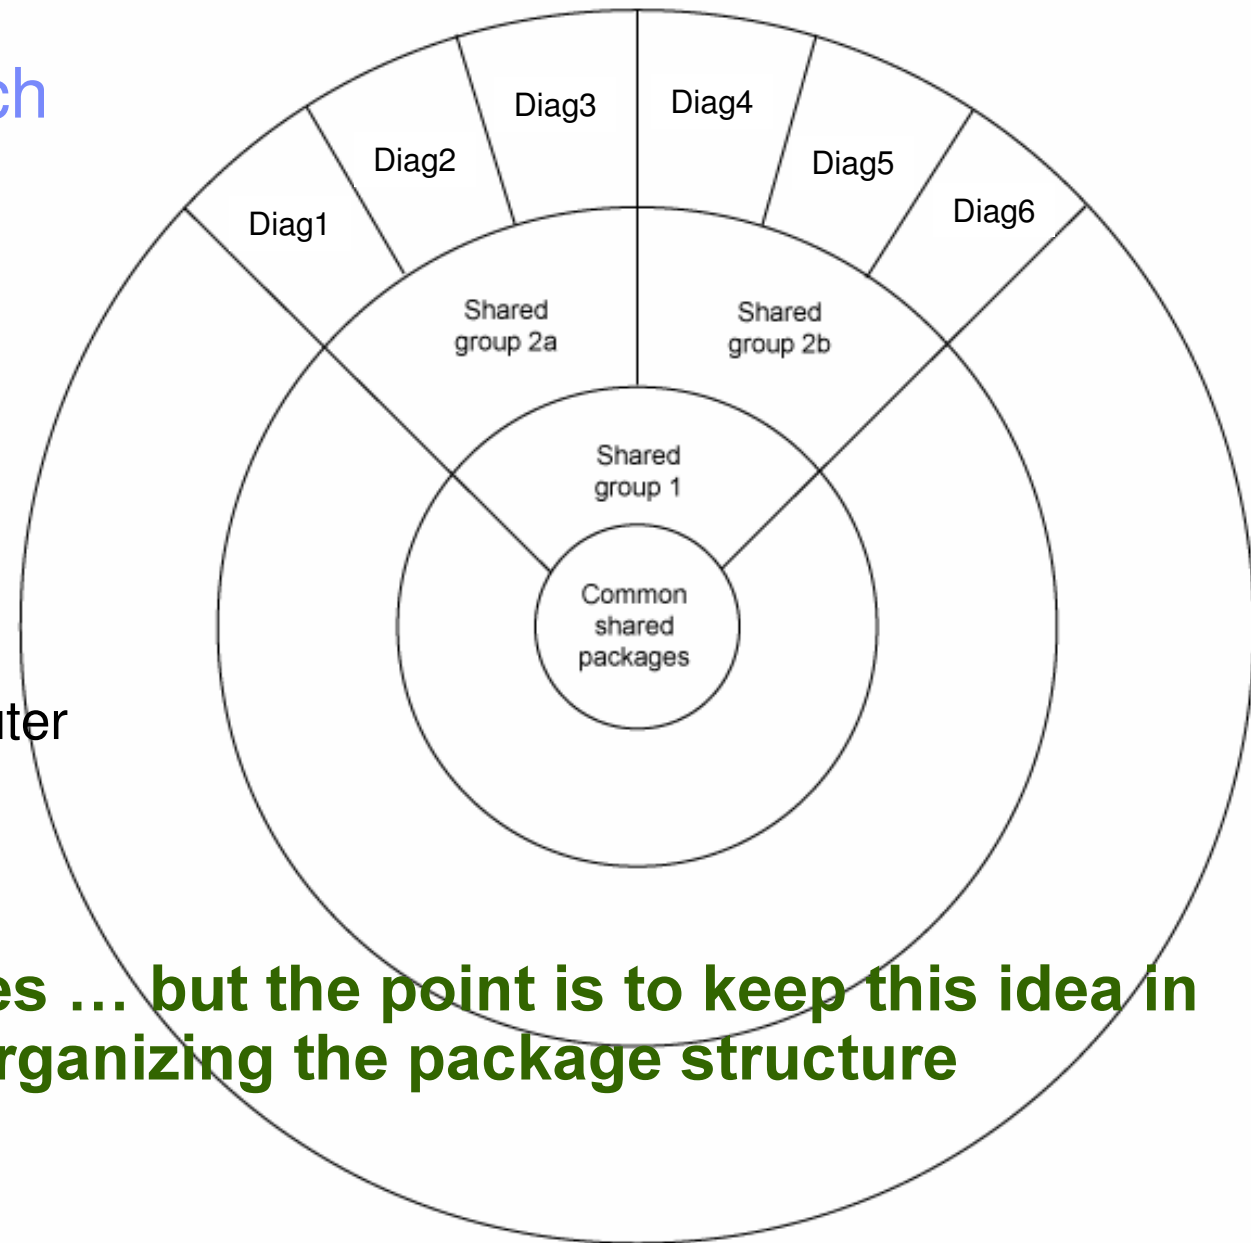 ch
Diag1
Diag2
Diag3
Diag4
Diag5
Diag6
Shared
group 2a
Shared
group 2b
Shared
group 1
Common
shared
packages
uter
es … but the point is to keep this idea in
rganizing the package structure